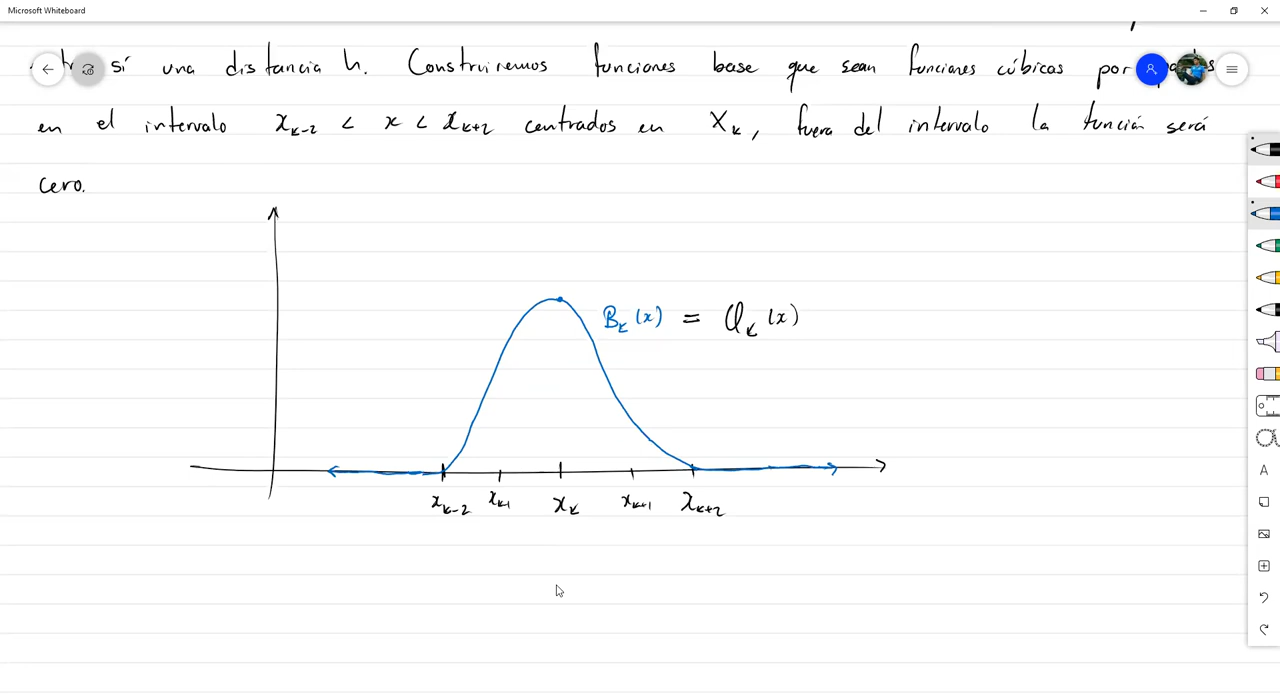 Microsoft Whiteboard
sí una distancia h. Construiremos funciones base que sean funciones cúbicas por
en el intervalo x_{k-2} < x < x_{k+2} centrados en X_k, fuera del intervalo la función será
cero.
B_k(x) = φ_k(x)
x_{k-2} x_{k-1} x_k x_{k+1} x_{k+2}